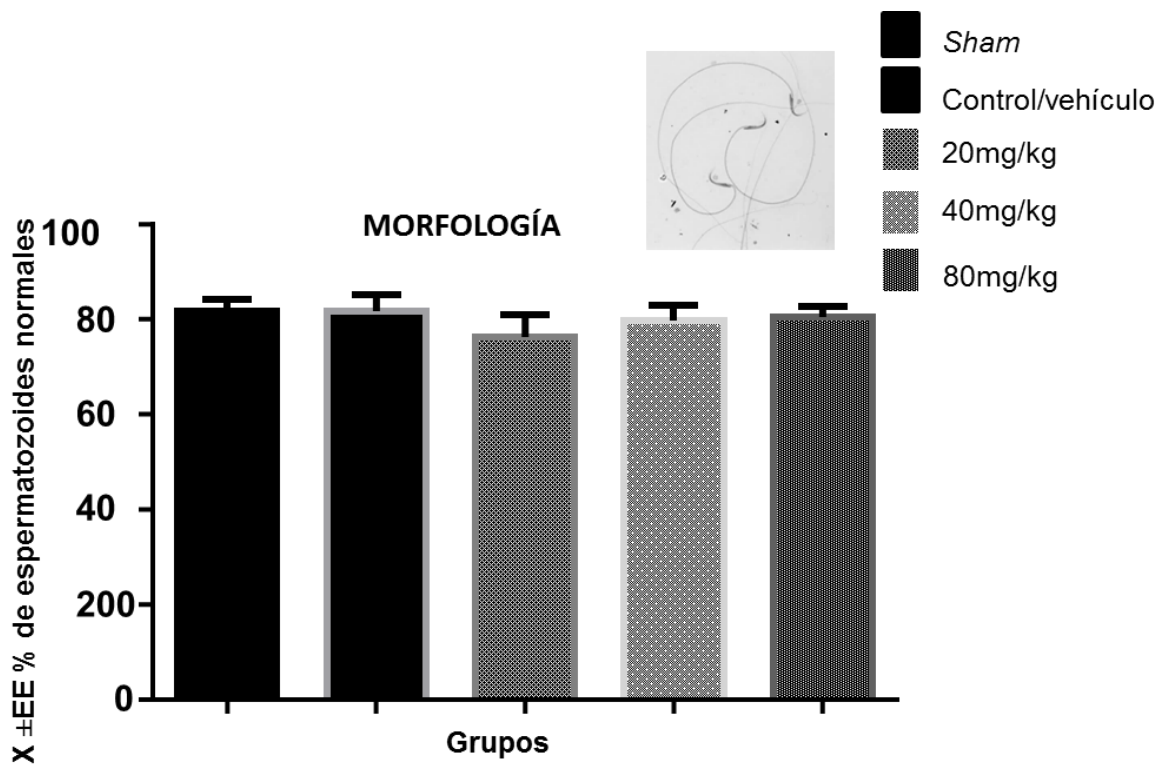 Sham
Control/vehículo
20mg/kg
40mg/kg
80mg/kg
MORFOLOGÍA
X ±EE % de espermatozoides normales
100
80
60
40
200
0
Grupos